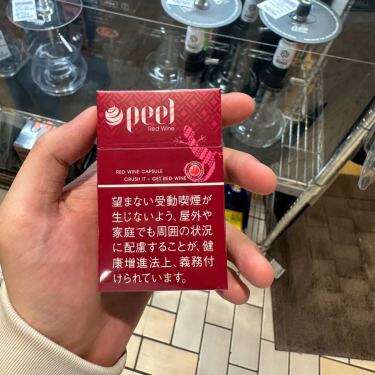 peel
Red Wine
RED WINE CAPSULE
CRUSH IT + GET RED WINE
望まない受動喫煙が
生じないよう、屋外や
家庭でも周囲の状況
に配慮することが、健
康増進法上、義務付
けられています。